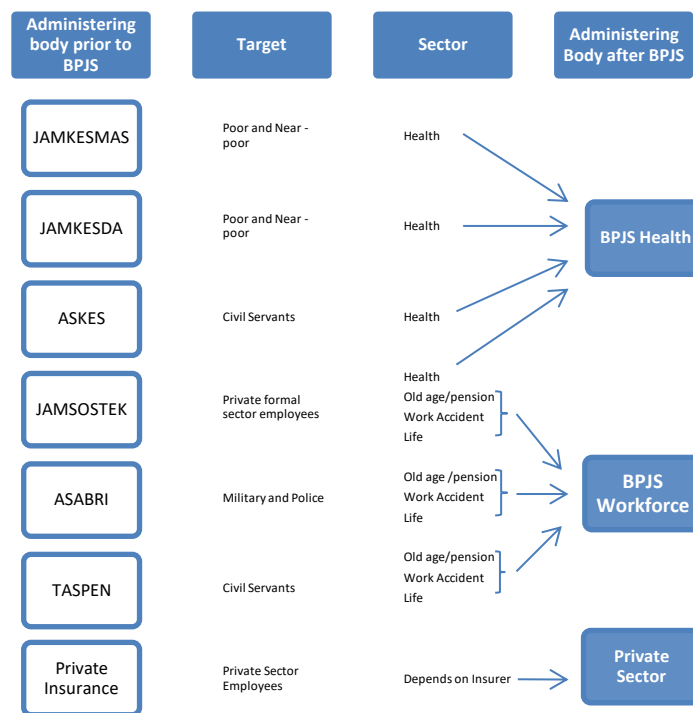 Administering
body prior to
BPJS
Target
Sector
Administering
Body after BPJS
JAMKESMAS
Poor and Near -
poor
Health
JAMKESDA
Poor and Near -
poor
Health
BPJS Health
ASKES
Civil Servants
Health
JAMSOSTEK
Private formal
sector employees
Health
Old age/pension
Work Accident
Life
ASABRI
Military and Police
Old age /pension
Work Accident
Life
BPJS
Workforce
TASPEN
Civil Servants
Old age/pension
Work Accident
Life
Private
Insurance
Private Sector
Employees
Depends on Insurer
Private
Sector